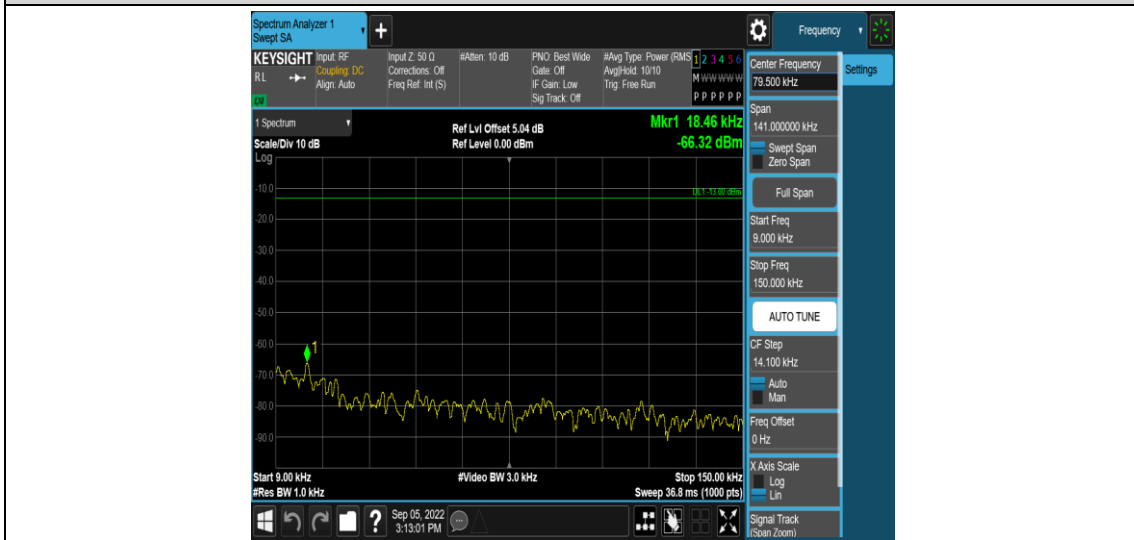 Spectrum Analyzer 1
Swept SA
+
Frequency
KEYSIGHT Input: RF Input Z: 50 Ω #Atten: 10 dB PNO: Best Wide #Avg Type: Power (RMS 1 2 3 4 5 6
RL Coupling: DC Corrections: Off Gate: Off Avg|Hold: 10/10 M W W W W W
Align: Auto Freq Ref: Int (S) IF Gain: Low Trig: Free Run
Sig Track: Off P P P P P P
1 Spectrum
Scale/Div 10 dB
Log
Ref Lvl Offset 5.04 dB
Ref Level 0.00 dBm
Mkr1 18.46 kHz
-66.32 dBm
DL1 -13.00 dBm
-10.0
-20.0
-30.0
-40.0
-50.0
-60.0
-70.0
-80.0
-90.0
1
Start 9.00 kHz #Video BW 3.0 kHz Stop 150.00 kHz
#Res BW 1.0 kHz Sweep 36.8 ms (1000 pts)
?
Sep 05, 2022
3:13:01 PM
Center Frequency
79.500 kHz
Settings
Span
141.000000 kHz
Swept Span
Zero Span
Full Span
Start Freq
9.000 kHz
Stop Freq
150.000 kHz
AUTO TUNE
CF Step
14.100 kHz
Auto
Man
Freq Offset
0 Hz
X Axis Scale
Log
Lin
Signal Track
(Span Zoom)